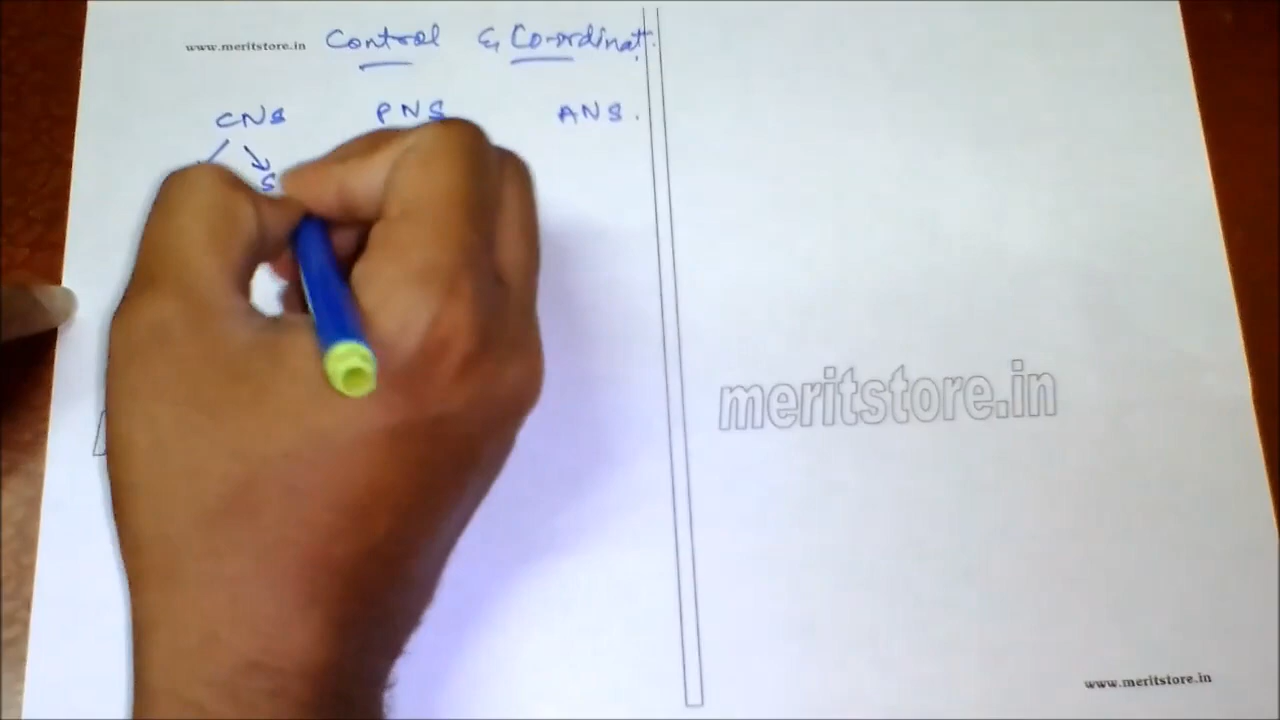 www.meritstore.in Control & Co-ordinat.
CNS PNS ANS.
S
meritstore.in
www.meritstore.in